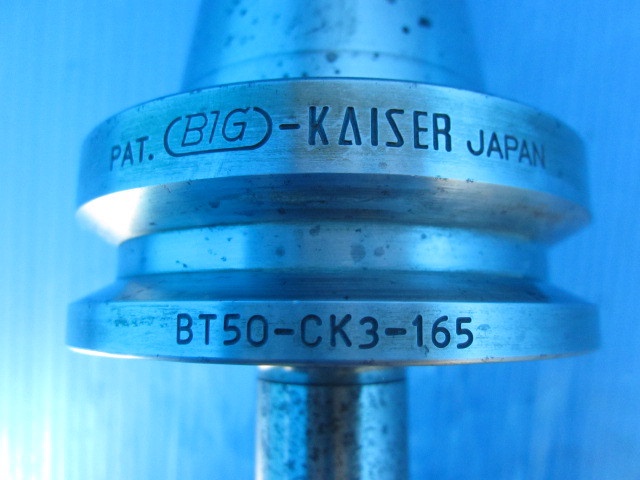 PAT. BIG-KAISER JAPAN
BT50-CK3-165